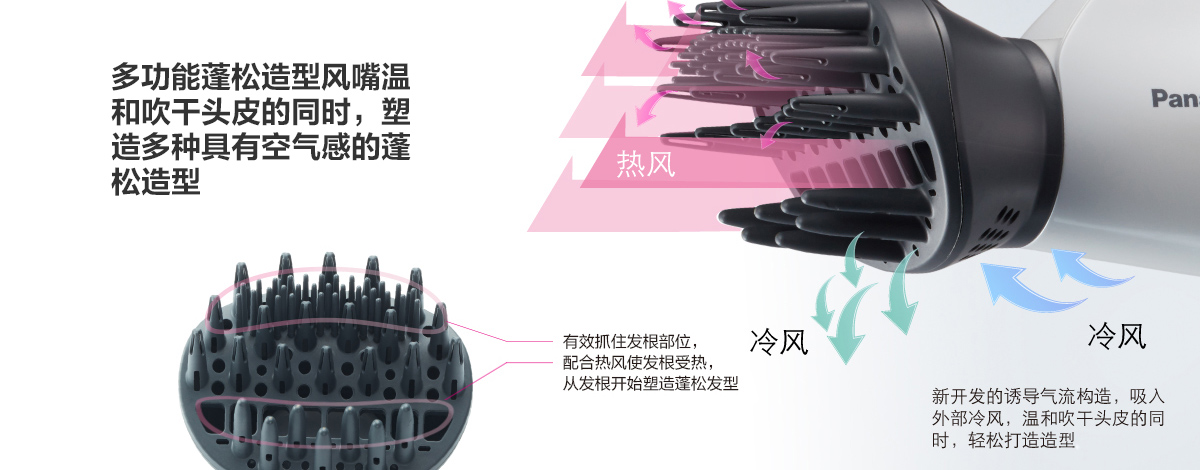 多功能蓬松造型风嘴温
和吹干头皮的同时，塑
造多种具有空气感的蓬
松造型
热风
Pana
冷风
冷风
有效抓住发根部位，
配合热风使发根受热，
从发根开始塑造蓬松发型
新开发的诱导气流构造，吸入
外部冷风，温和吹干头皮的同
时，轻松打造造型